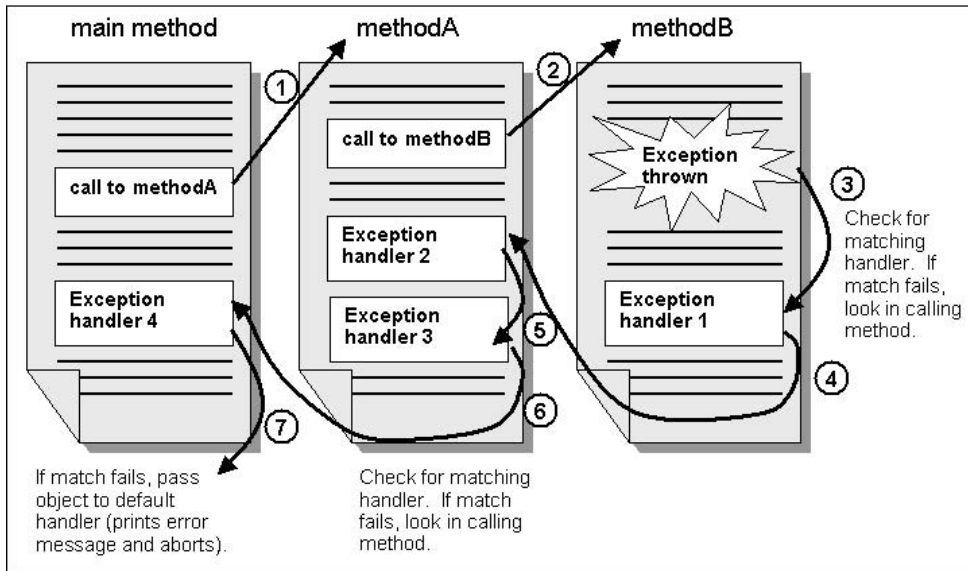 main method
methodA
methodB
1
2
call to methodA
call to methodB
Exception
thrown
3
Check for
matching
handler. If
match fails,
look in calling
method.
Exception
handler 2
Exception
handler 4
Exception
handler 3
5
Exception
handler 1
4
6
7
If match fails, pass
object to default
handler (prints error
message and aborts).
Check for matching
handler. If match
fails, look in calling
method.